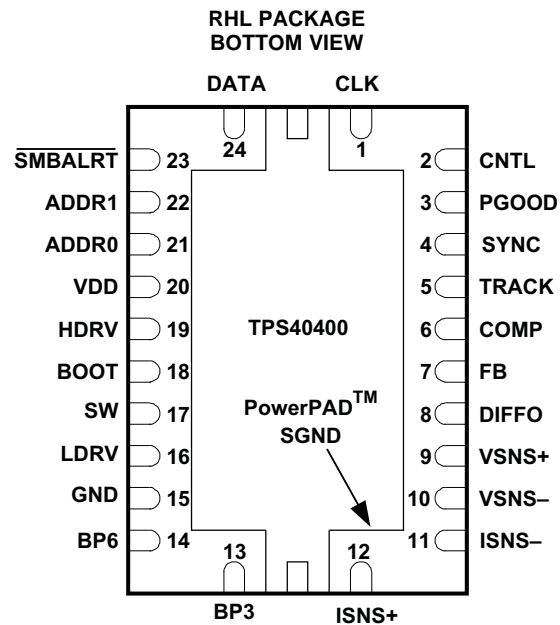 RHL PACKAGE
BOTTOM VIEW
DATA CLK
24 1
SMBALRT 23 2 CNTL
ADDR1 22 3 PGOOD
ADDR0 21 4 SYNC
VDD 20 5 TRACK
HDRV 19 TPS40400 6 COMP
BOOT 18 7 FB
SW 17 PowerPAD™ 8 DIFFO
LDRV 16 SGND 9 VSNS+
GND 15 10 VSNS–
BP6 14 11 ISNS–
13 12
BP3 ISNS+